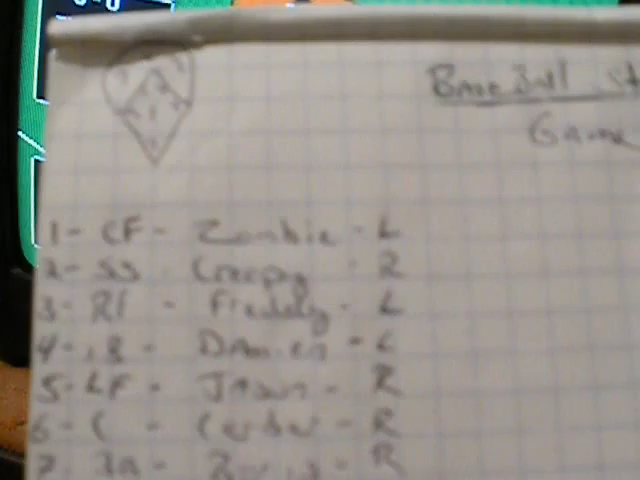 Baseball St
Game
1 - CF - Zombie - L
2 - SS Creepy - R
3 - RF - Freddy - L
4 - 1B - Damien - L
5 - LF - Jason - R
6 - C - - R
7 - R